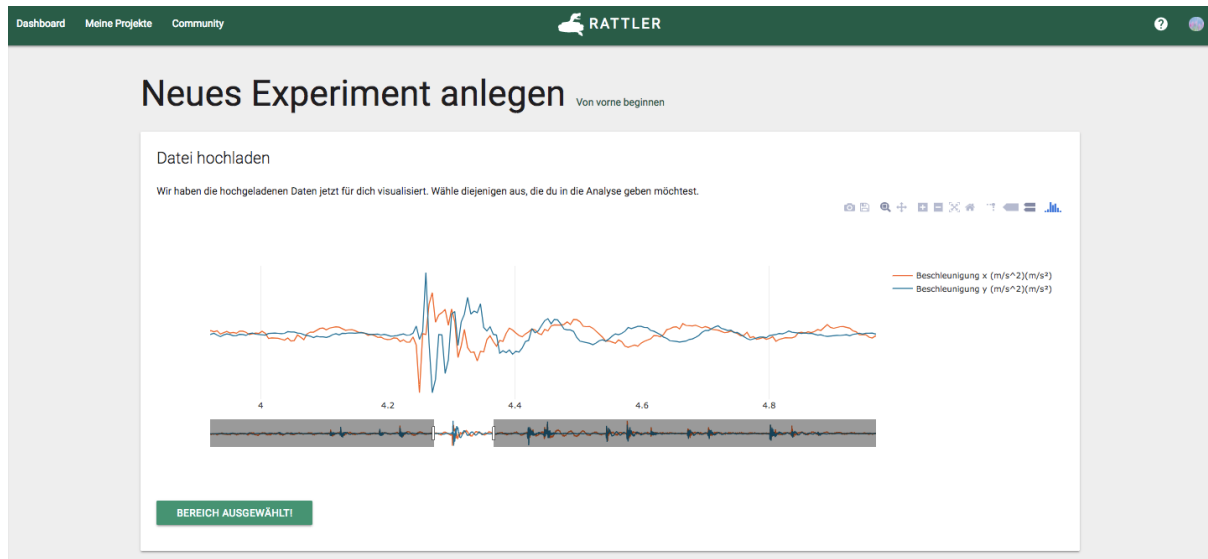 Dashboard Meine Projekte Community RATTLER ?
Neues Experiment anlegen Von vorne beginnen
Datei hochladen
Wir haben die hochgeladenen Daten jetzt für dich visualisiert. Wähle diejenigen aus, die du in die Analyse geben möchtest.
Beschleunigung x (m/s^2)(m/s²)
Beschleunigung y (m/s^2)(m/s²)
4 4.2 4.4 4.6 4.8
BEREICH AUSGEWÄHLT!